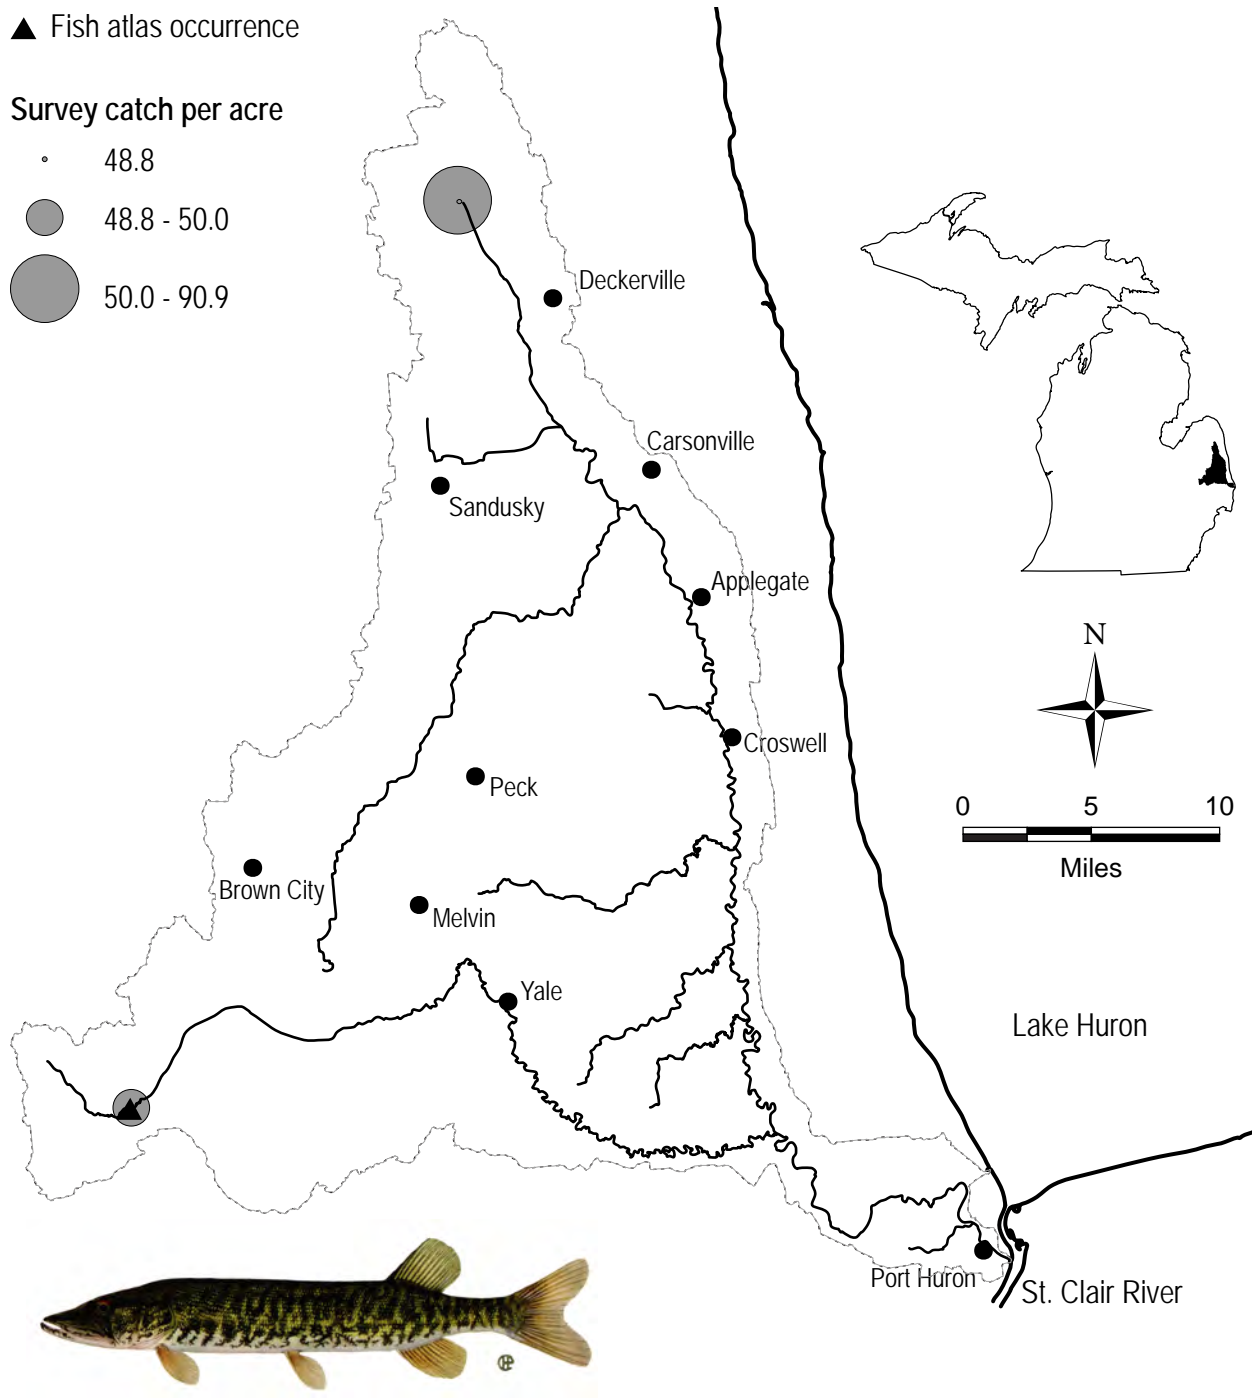 Fish atlas occurrence
Survey catch per acre
48.8
48.8 - 50.0
50.0 - 90.9
Deckerville
Carsonville
Sandusky
Applegate
N
Croswell
Peck
0 5 10
Miles
Brown City
Melvin
Yale
Lake Huron
Port Huron
St. Clair River